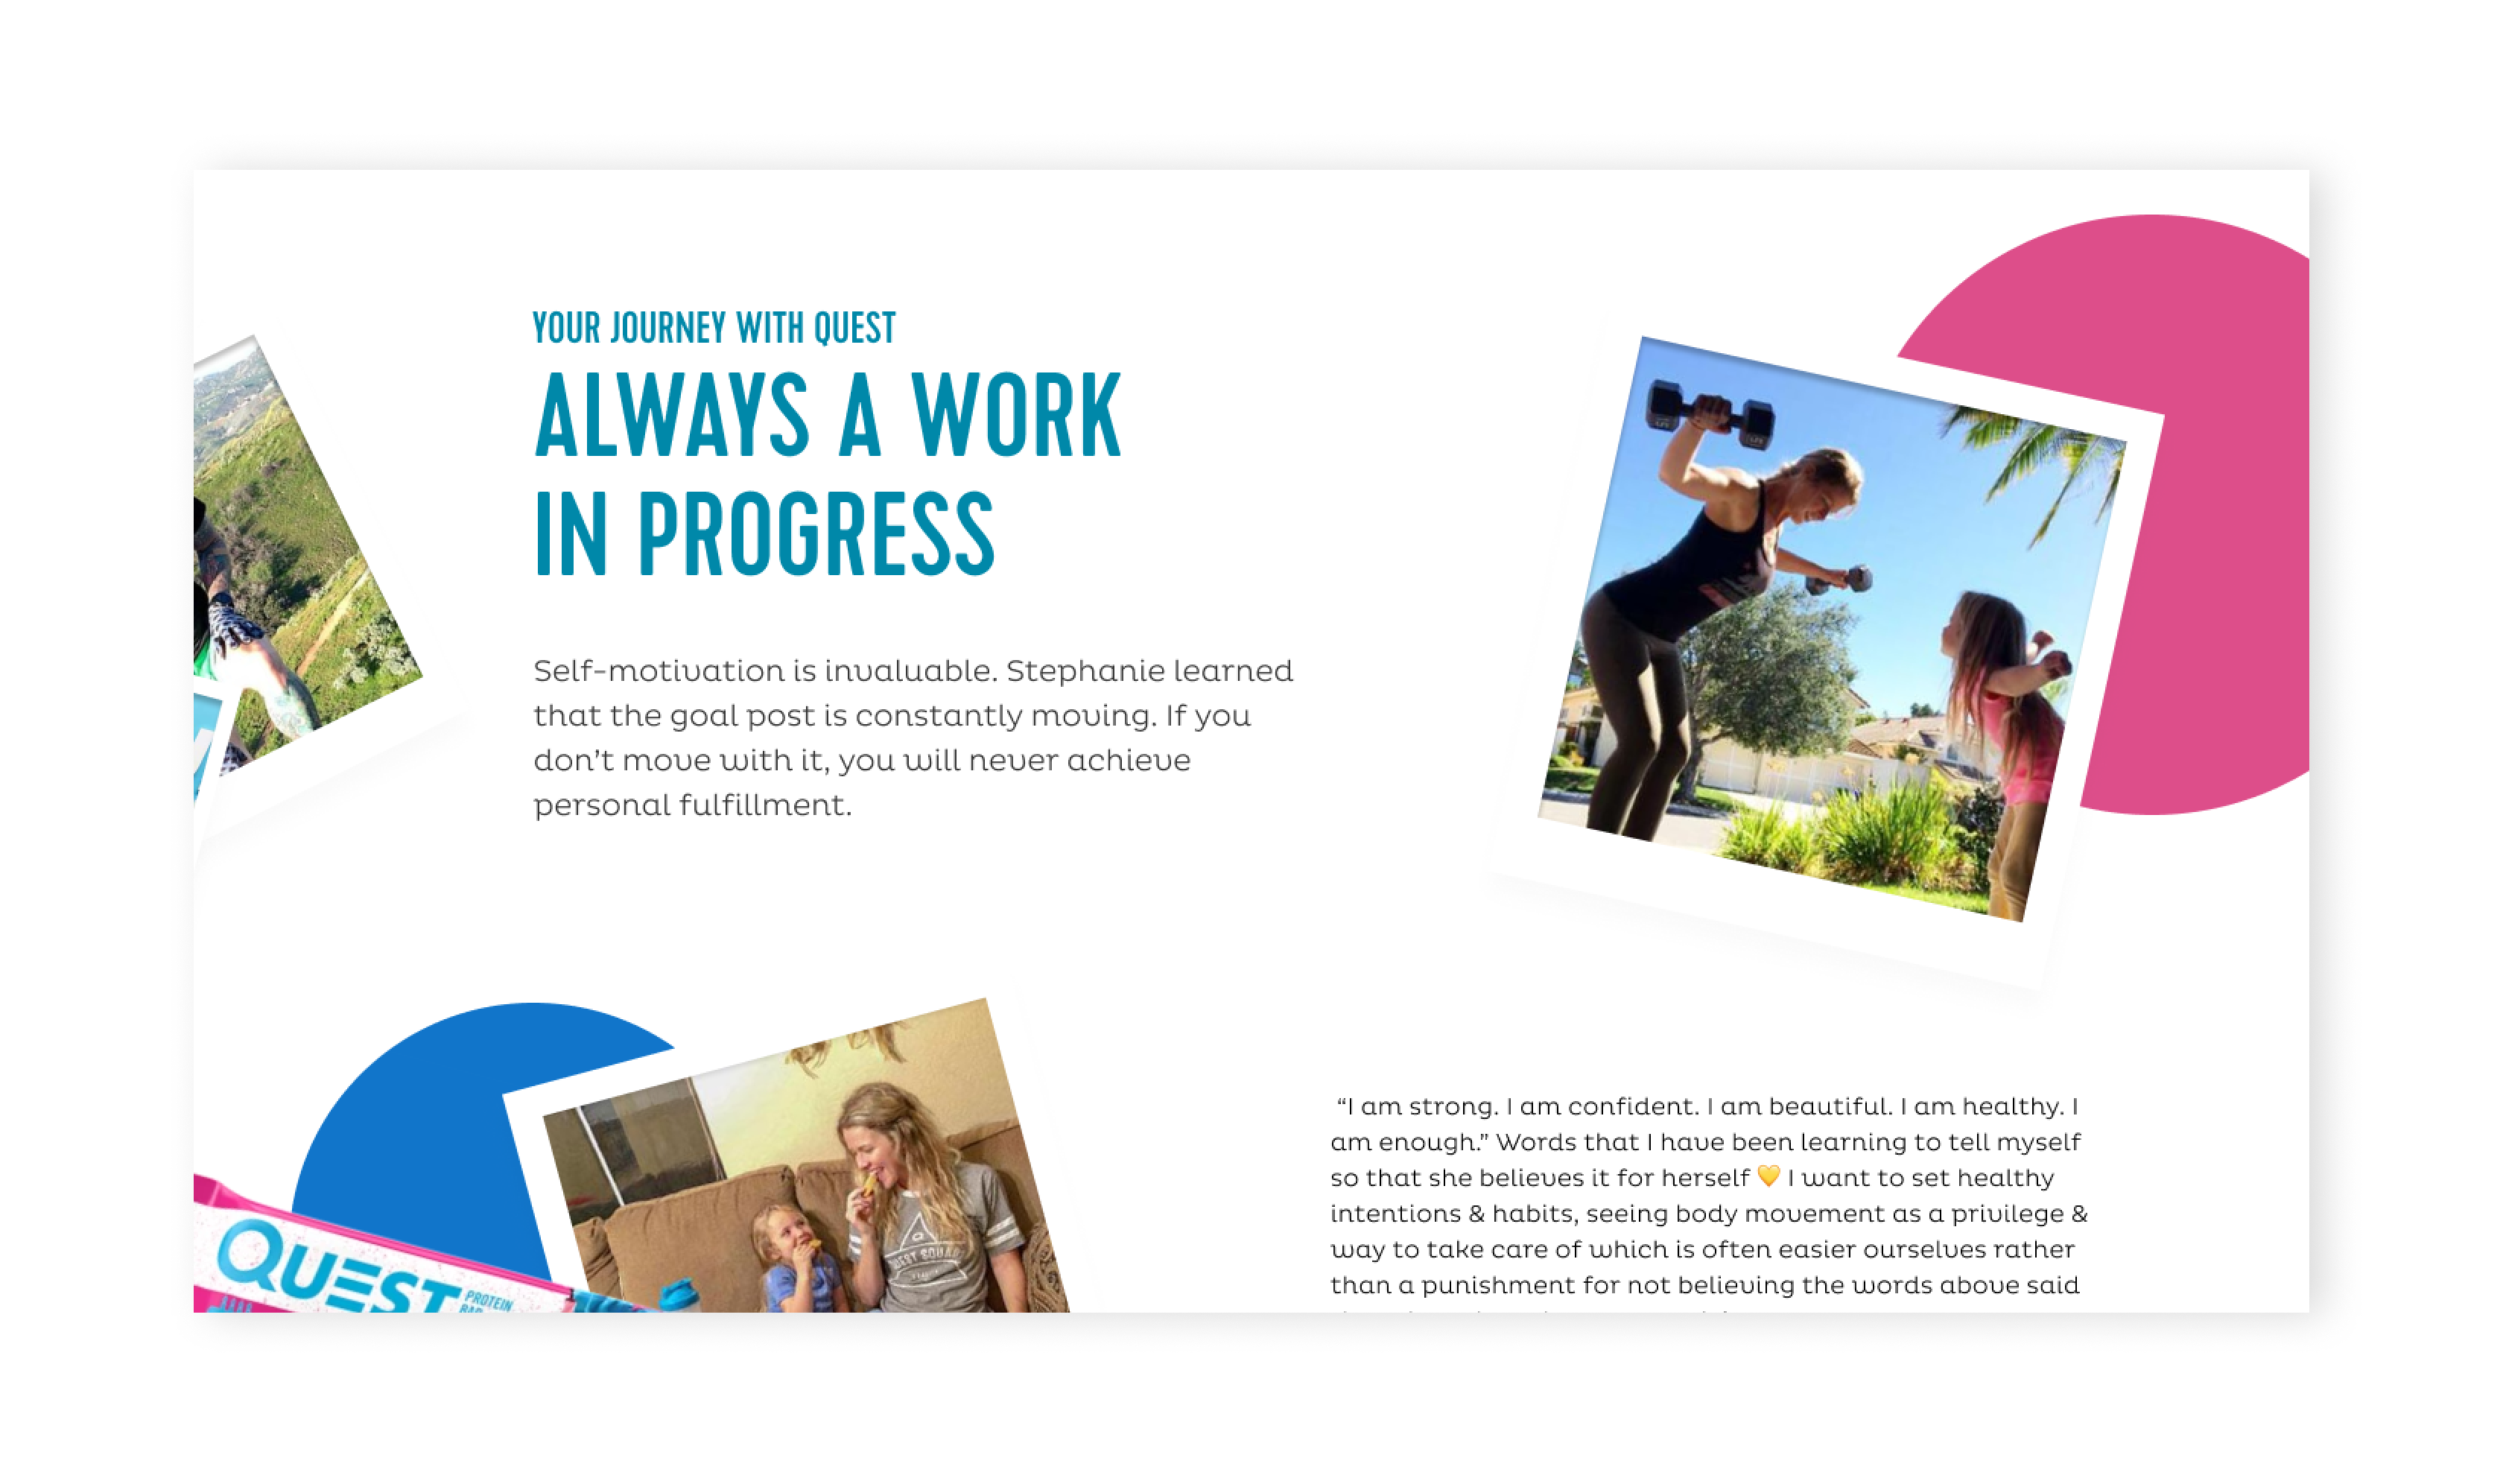 YOUR JOURNEY WITH QUEST
ALWAYS A WORK
IN PROGRESS
Self-motivation is invaluable. Stephanie learned
that the goal post is constantly moving. If you
don't move with it, you will never achieve
personal fulfillment.
“I am strong. I am confident. I am beautiful. I am healthy. I
am enough.” Words that I have been learning to tell myself
so that she believes it for herself 💛 I want to set healthy
intentions & habits, seeing body movement as a privilege &
way to take care of which is often easier ourselves rather
than a punishment for not believing the words above said
QUEST
PROTEIN
BAR